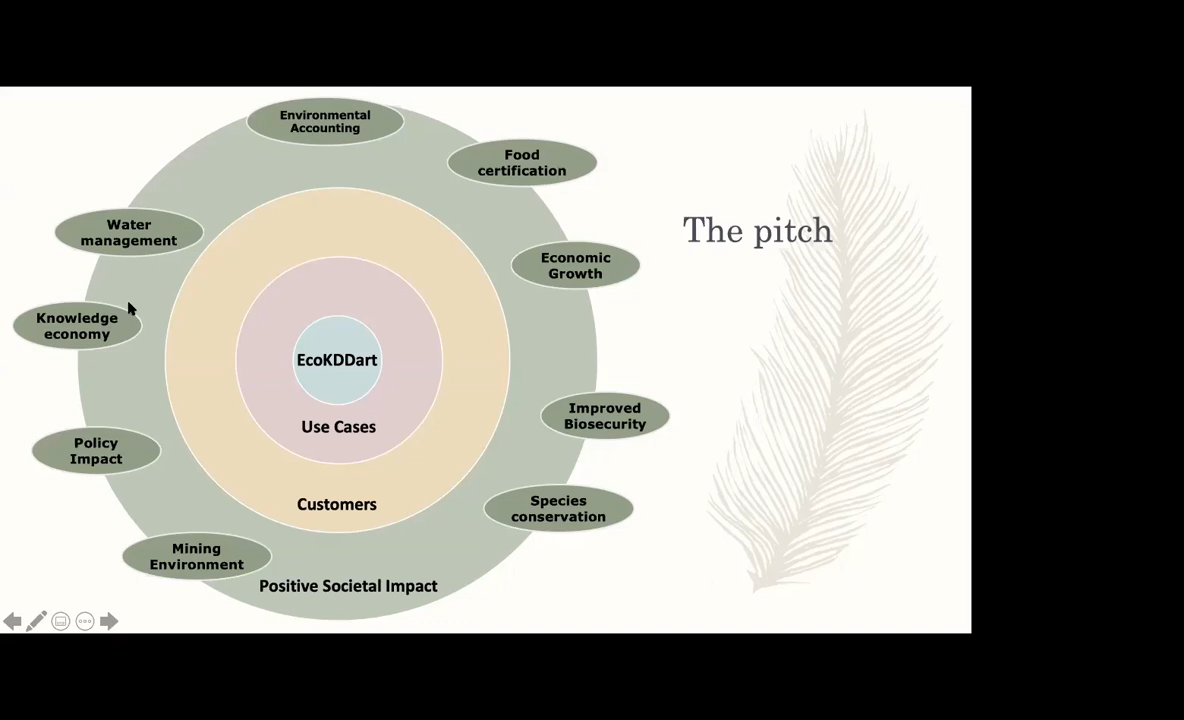 Environmental
Accounting
Food
certification
Water
management
The pitch
Economic
Growth
Knowledge
economy
EcoKDDart
Improved
Biosecurity
Use Cases
Policy
Impact
Customers
Species
conservation
Mining
Environment
Positive Societal Impact